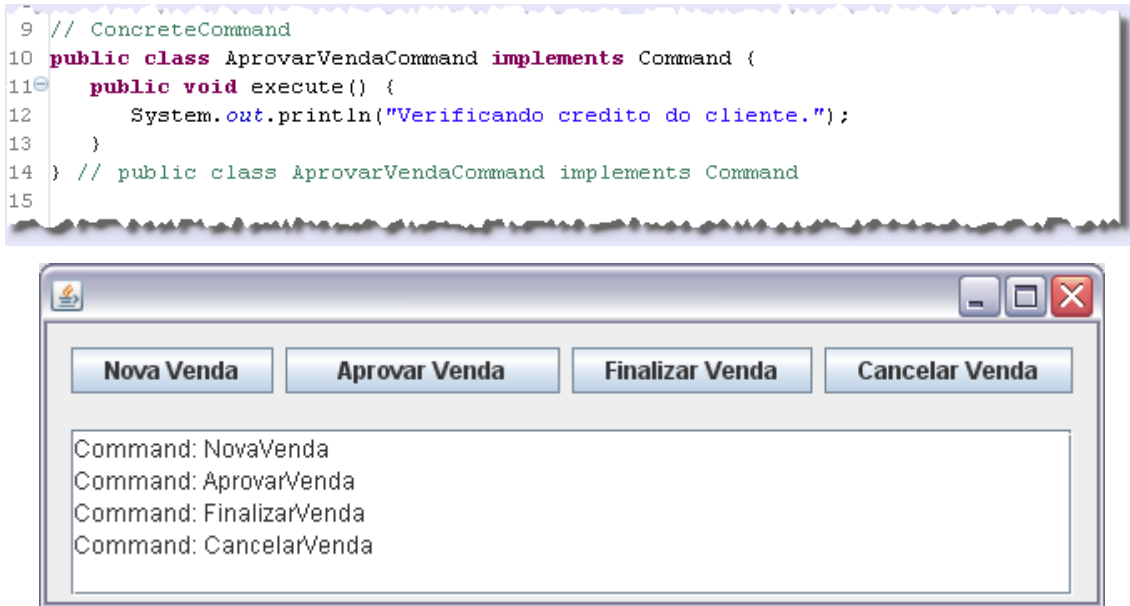 9 // ConcreteCommand
10 public class AprovarVendaCommand implements Command {
11 public void execute() {
12 System.out.println("Verificando credito do cliente.");
13 }
14 } // public class AprovarVendaCommand implements Command
15
Nova Venda Aprovar Venda Finalizar Venda Cancelar Venda
Command: NovaVenda
Command: AprovarVenda
Command: FinalizarVenda
Command: CancelarVenda